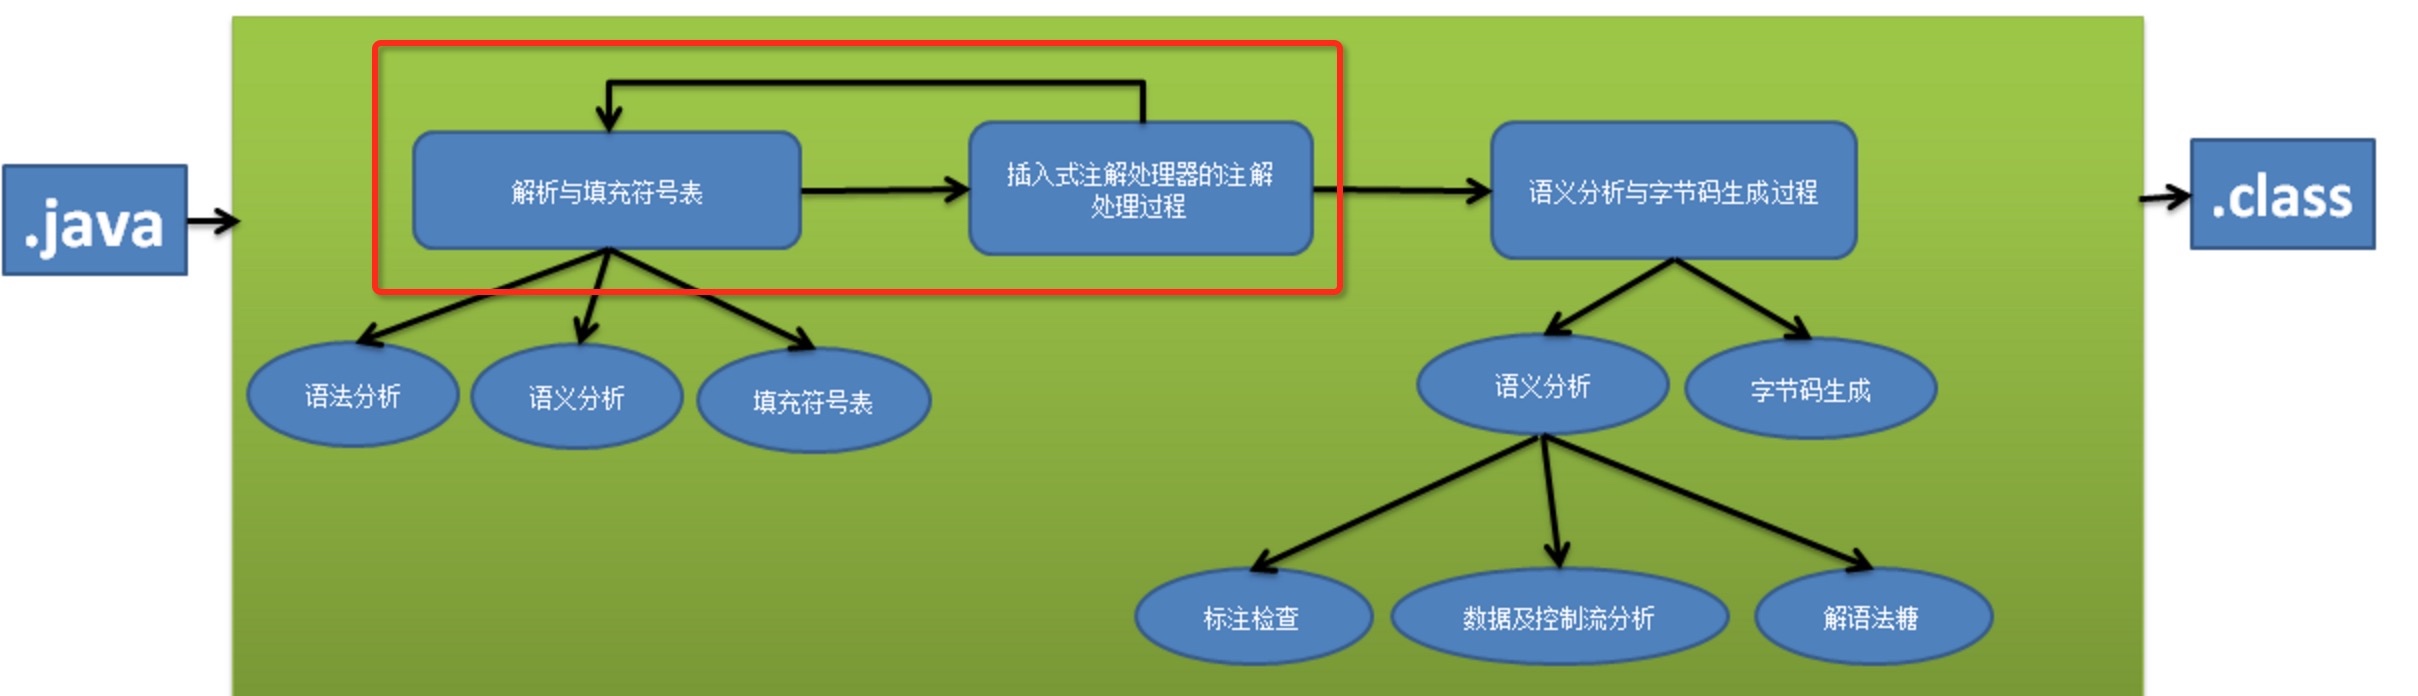 .java
解析与填充符号表
插入式注解处理器的注解
处理过程
语义分析与字节码生成过程
.class
语法分析
语义分析
填充符号表
语义分析
字节码生成
标注检查
数据及控制流分析
解语法糖